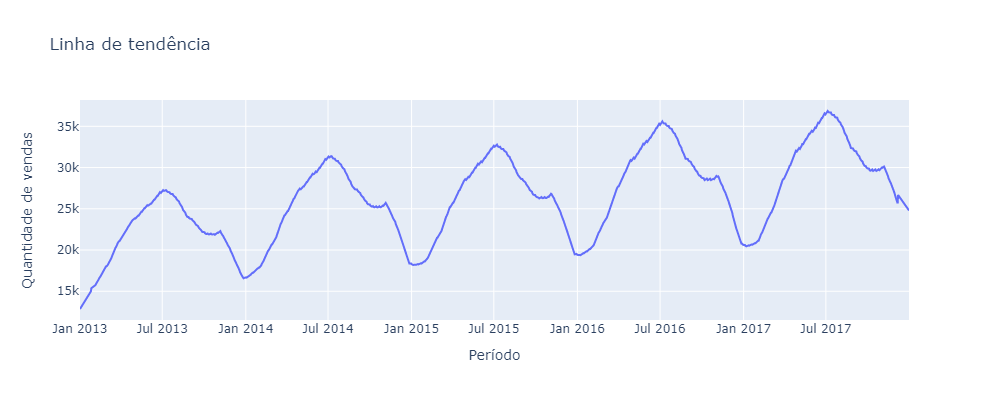 Linha de tendência
Quantidade de vendas
35k
30k
25k
20k
15k
Jan 2013 Jul 2013 Jan 2014 Jul 2014 Jan 2015 Jul 2015 Jan 2016 Jul 2016 Jan 2017 Jul 2017
Período